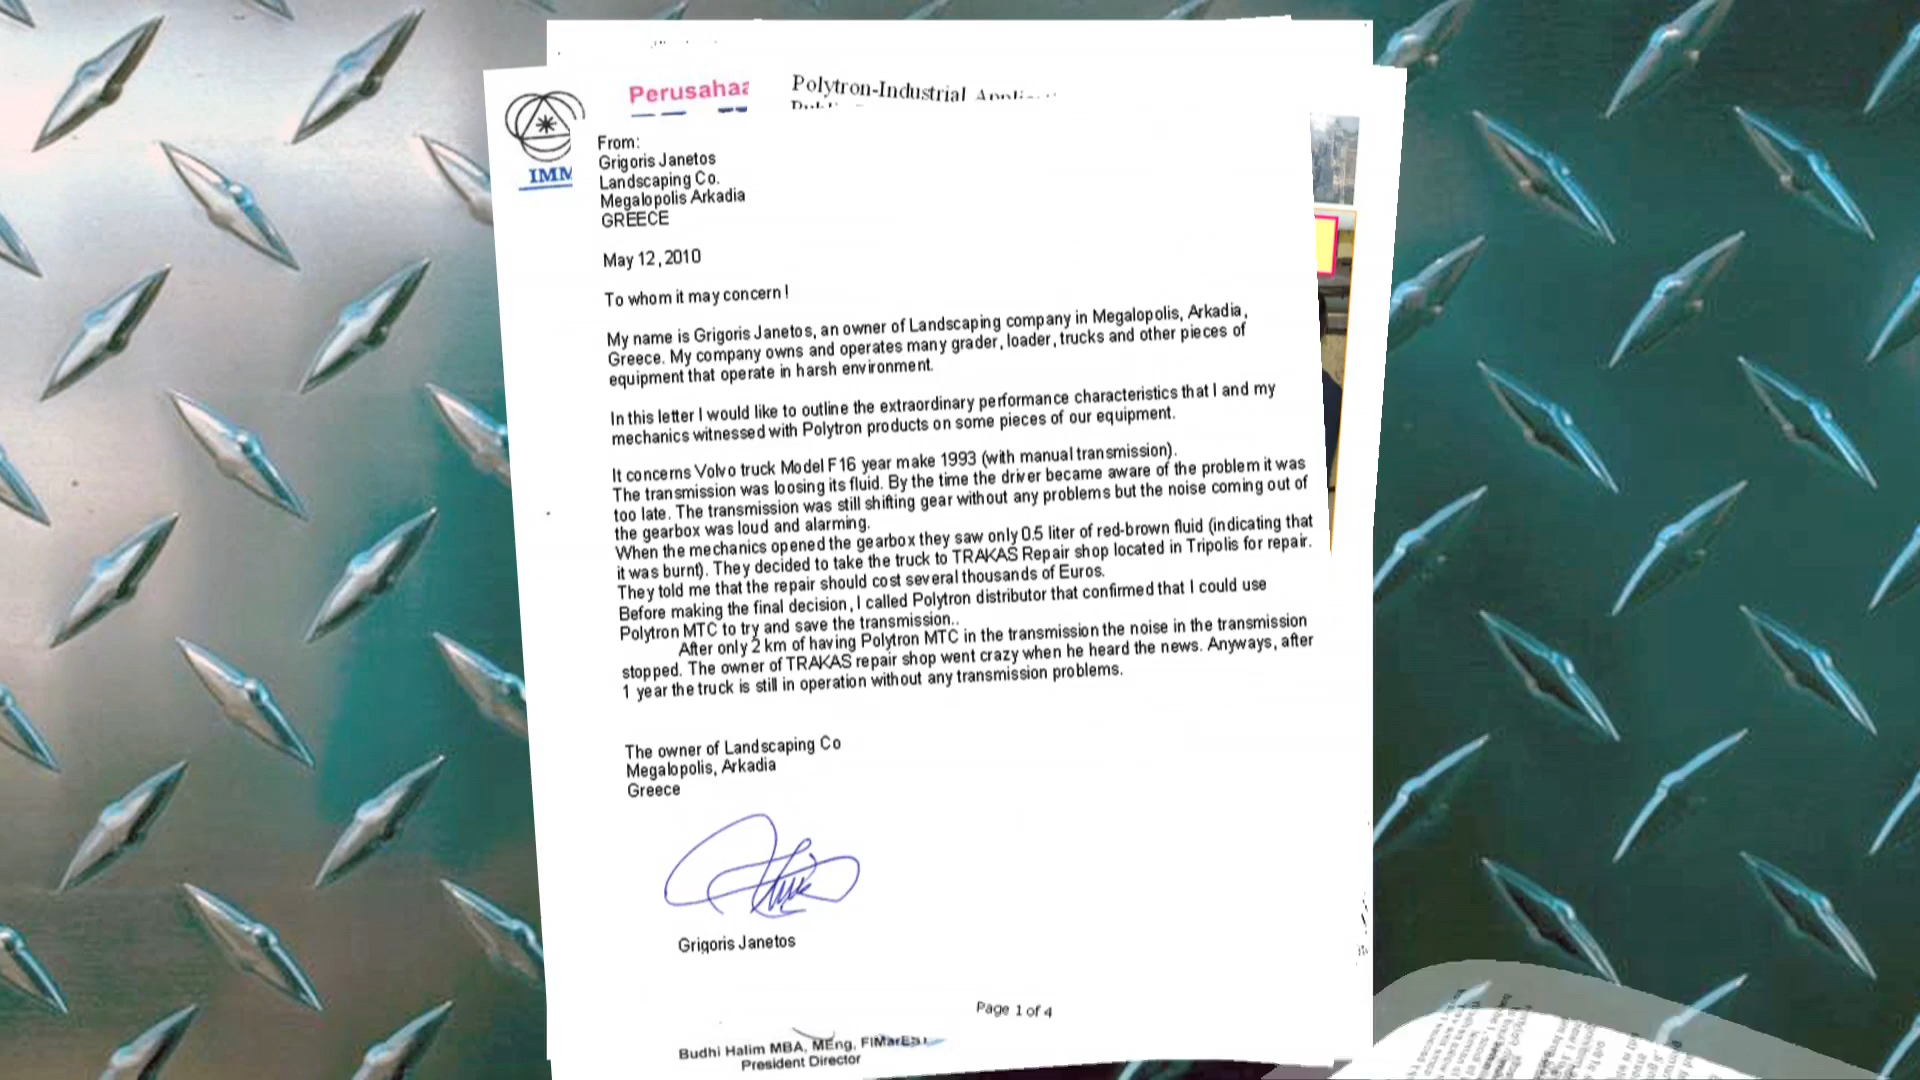 Perusahaa
Polytron-Industrial
IMM
From:
Grigoris Janetos
Landscaping Co.
Megalopolis Arkadia
GREECE
May 12, 2010
To whom it may concern !
My name is Grigoris Janetos, an owner of Landscaping company in Megalopolis, Arkadia,
Greece. My company owns and operates many grader, loader, trucks and other pieces of
equipment that operate in harsh environment.
In this letter I would like to outline the extraordinary performance characteristics that I and my
mechanics witnessed with Polytron products on some pieces of our equipment.
It concerns Volvo truck Model F16 year make 1993 (with manual transmission).
The transmission was loosing its fluid. By the time the driver became aware of the problem it was
too late. The transmission was still shifting gear without any problems but the noise coming out of
the gearbox was loud and alarming.
When the mechanics opened the gearbox they saw only 0.5 liter of red-brown fluid (indicating that
it was burnt). They decided to take the truck to TRAKAS Repair shop located in Tripolis for repair.
They told me that the repair should cost several thousands of Euros.
Before making the final decision, I called Polytron distributor that confirmed that I could use
Polytron MTC to try and save the transmission..
After only 2 km of having Polytron MTC in the transmission the noise in the transmission
stopped. The owner of TRAKAS repair shop went crazy when he heard the news. Anyways, after
1 year the truck is still in operation without any transmission problems.
The owner of Landscaping Co
Megalopolis, Arkadia
Greece
Grigoris Janetos
Page 1 of 4
Budhi Halim MBA, MEng, FIMarEst
President Director